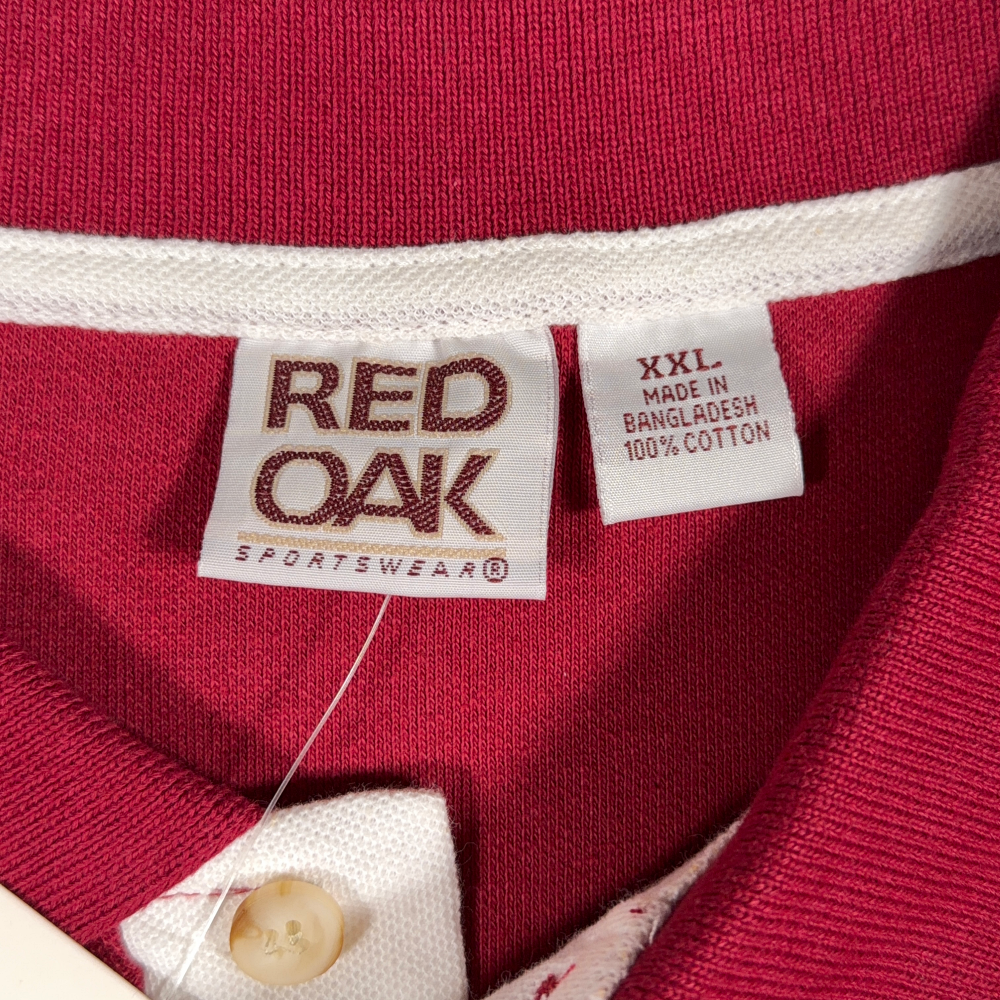 RED
OAK
SPORTSWEAR®
XXL
MADE IN
BANGLADESH
100% COTTON